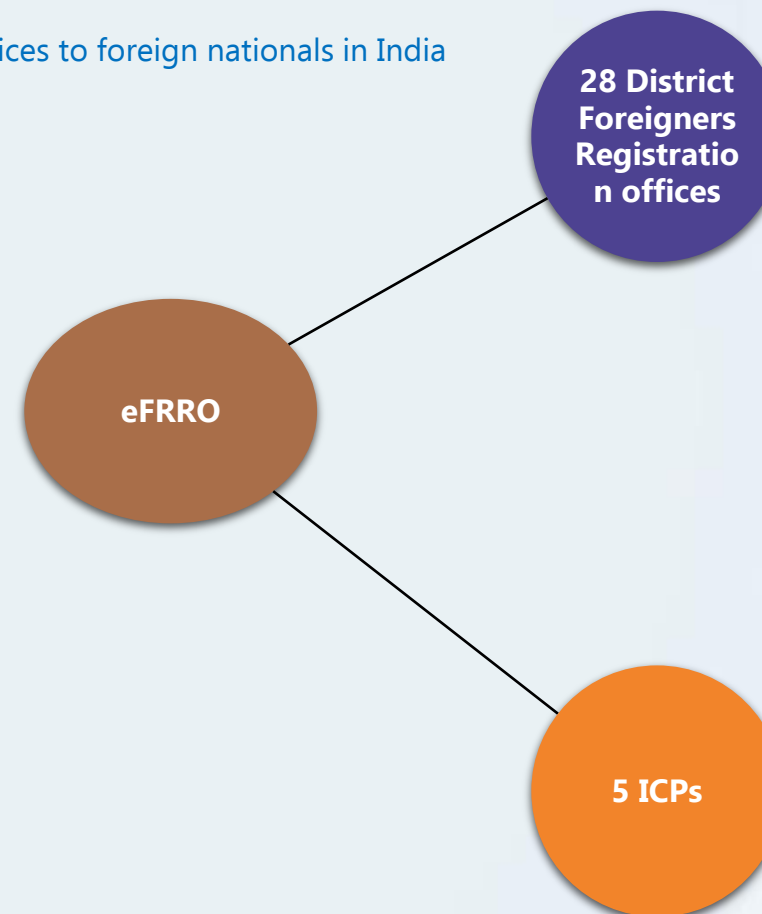 ices to foreign nationals in India
28 District
Foreigners
Registratio
n offices
eFRRO
5 ICPs